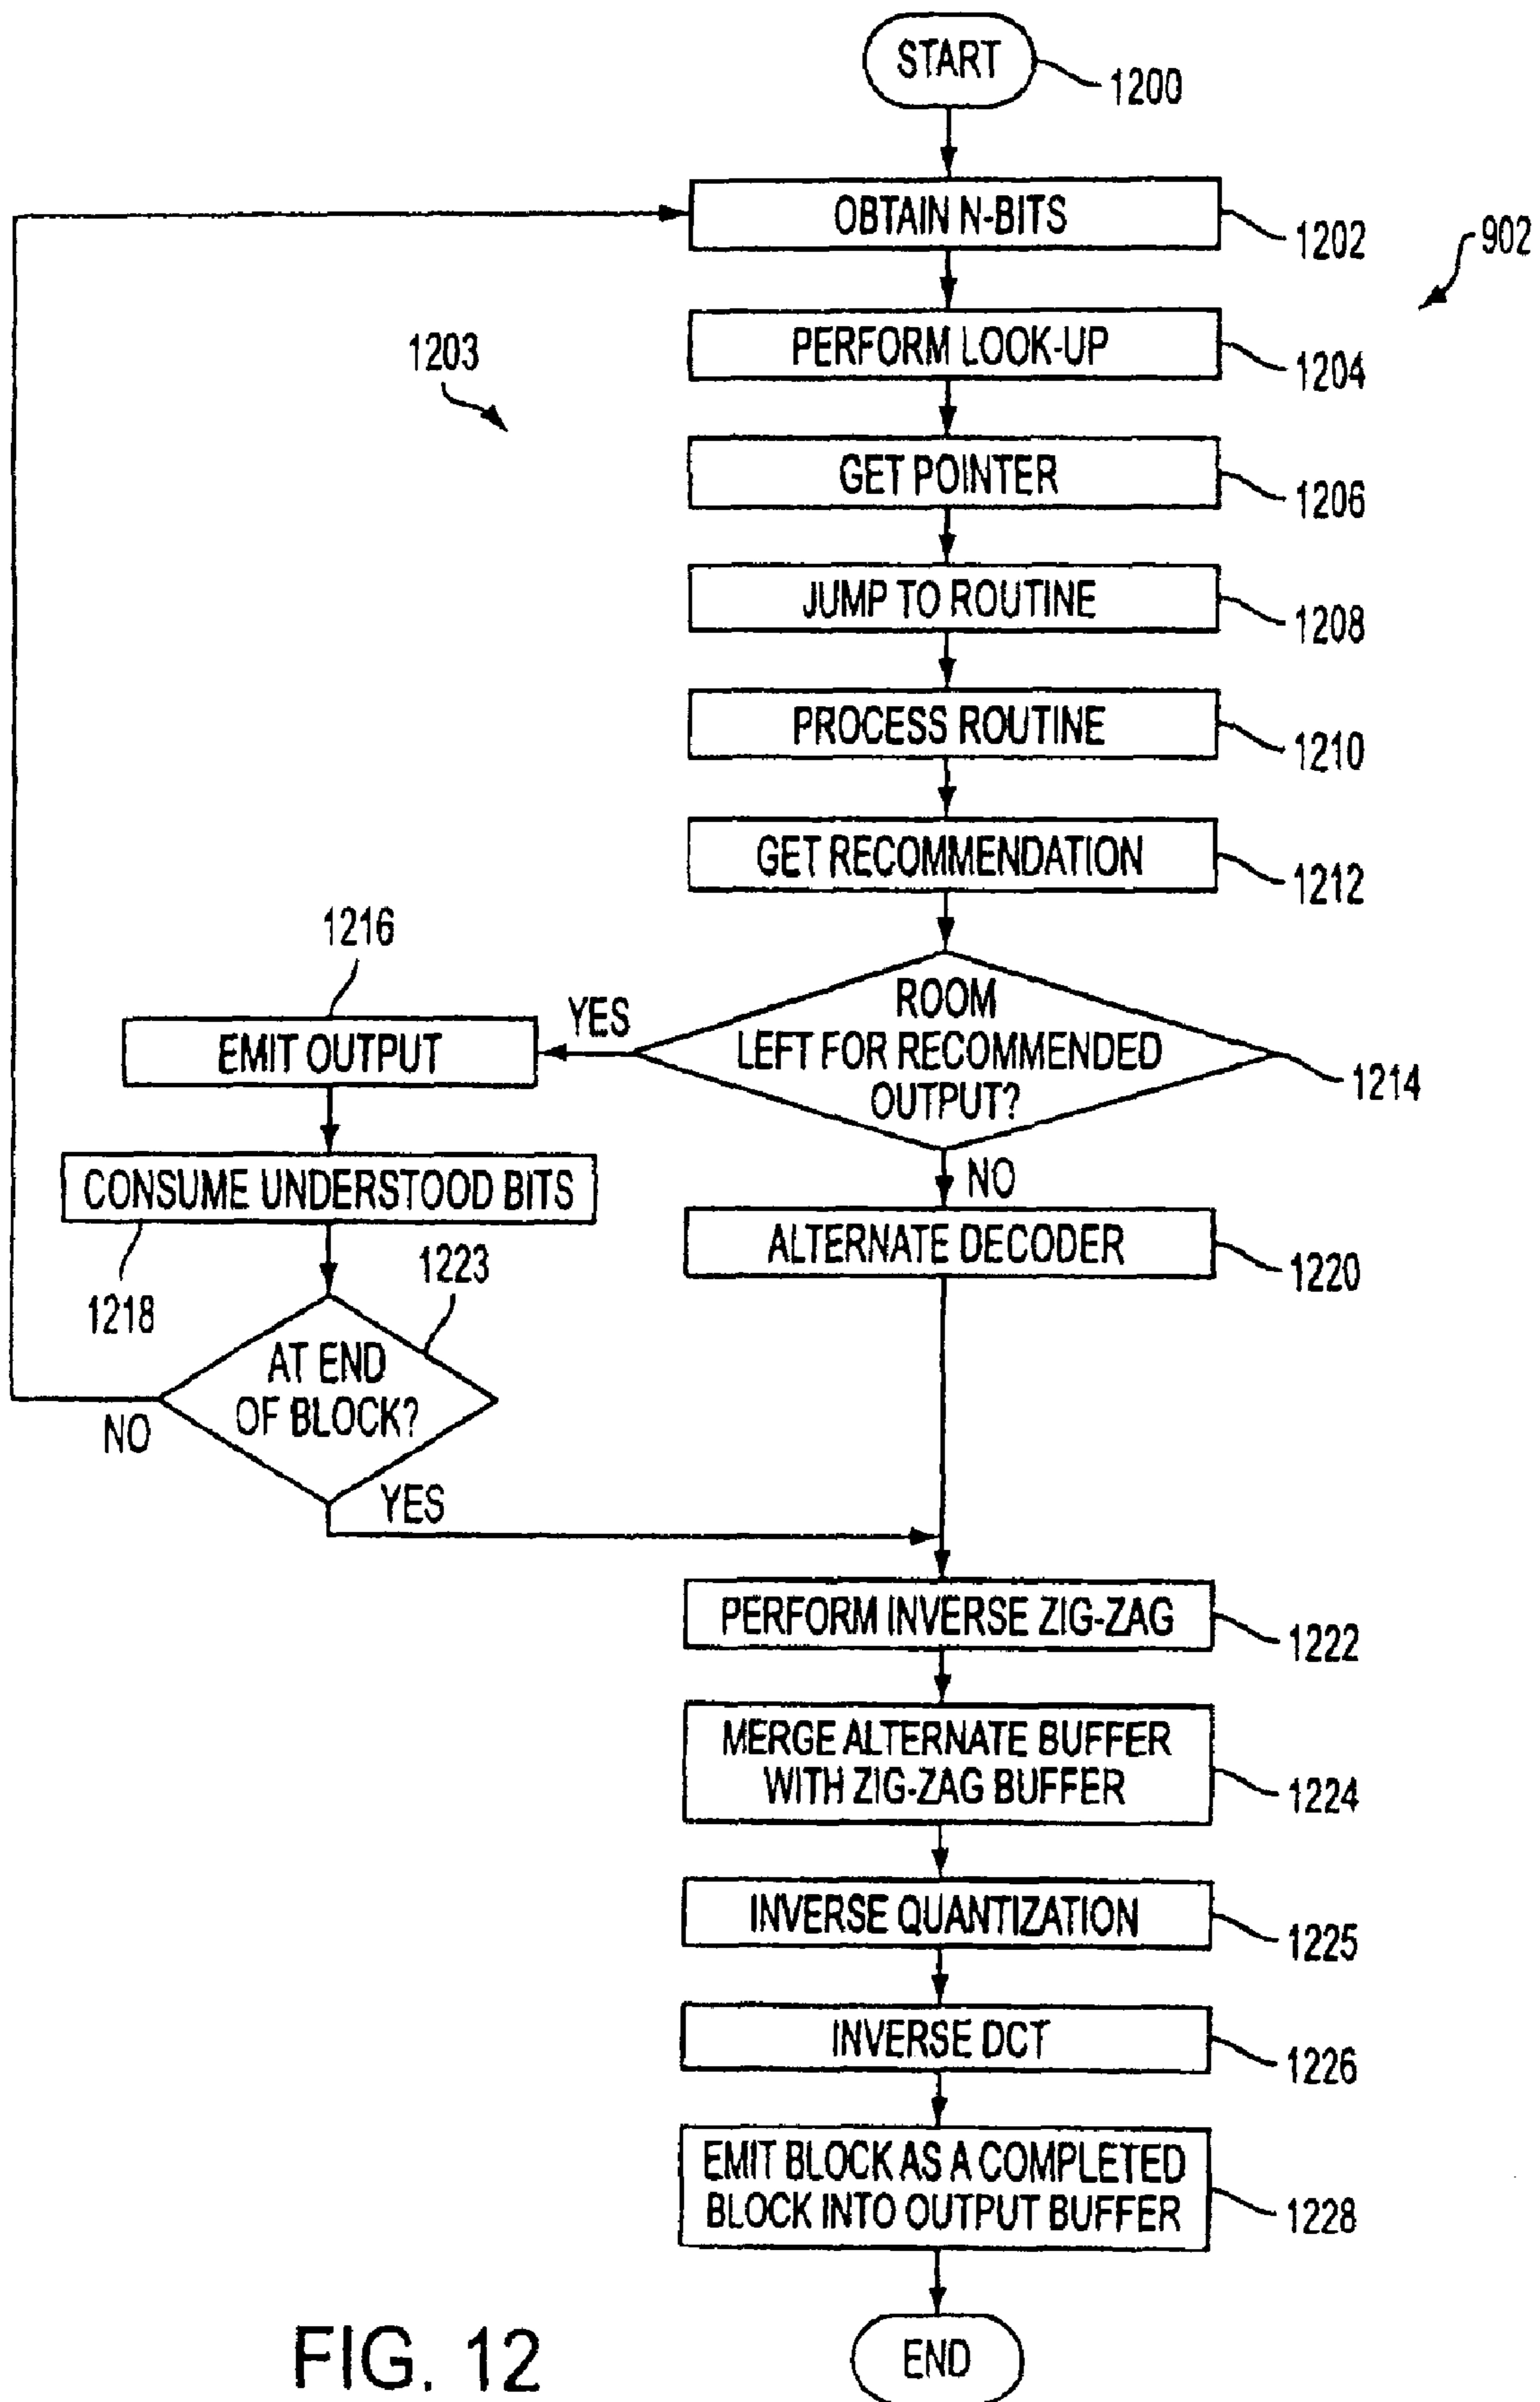 START
1200
OBTAIN N-BITS
1202
902
PERFORM LOOK-UP
1204
1203
GET POINTER
1206
JUMP TO ROUTINE
1208
PROCESS ROUTINE
1210
GET RECOMMENDATION
1212
ROOM
LEFT FOR RECOMMENDED
OUTPUT?
1214
YES
1216
EMIT OUTPUT
CONSUME UNDERSTOOD BITS
1218
NO
ALTERNATE DECODER
1220
1223
AT END
OF BLOCK?
NO
YES
PERFORM INVERSE ZIG-ZAG
1222
MERGE ALTERNATE BUFFER
WITH ZIG-ZAG BUFFER
1224
INVERSE QUANTIZATION
1225
INVERSE DCT
1226
EMIT BLOCK AS A COMPLETED
BLOCK INTO OUTPUT BUFFER
1228
END
FIG. 12